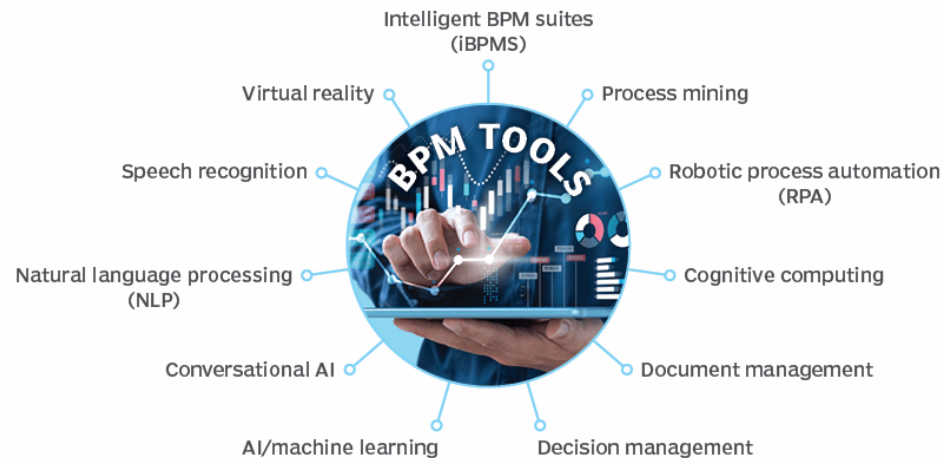 Intelligent BPM suites
(iBPMS)
Virtual reality
Process mining
BPM TOOLS
Speech recognition
Robotic process automation
(RPA)
Natural language processing
(NLP)
Cognitive computing
Conversational AI
Document management
AI/machine learning
Decision management